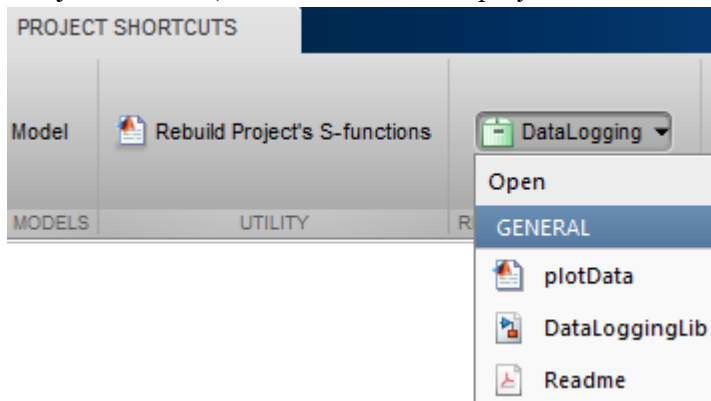 PROJECT SHORTCUTS
Model
Rebuild Project's S-functions
DataLogging
MODELS
UTILITY
Open
GENERAL
plotData
DataLoggingLib
Readme